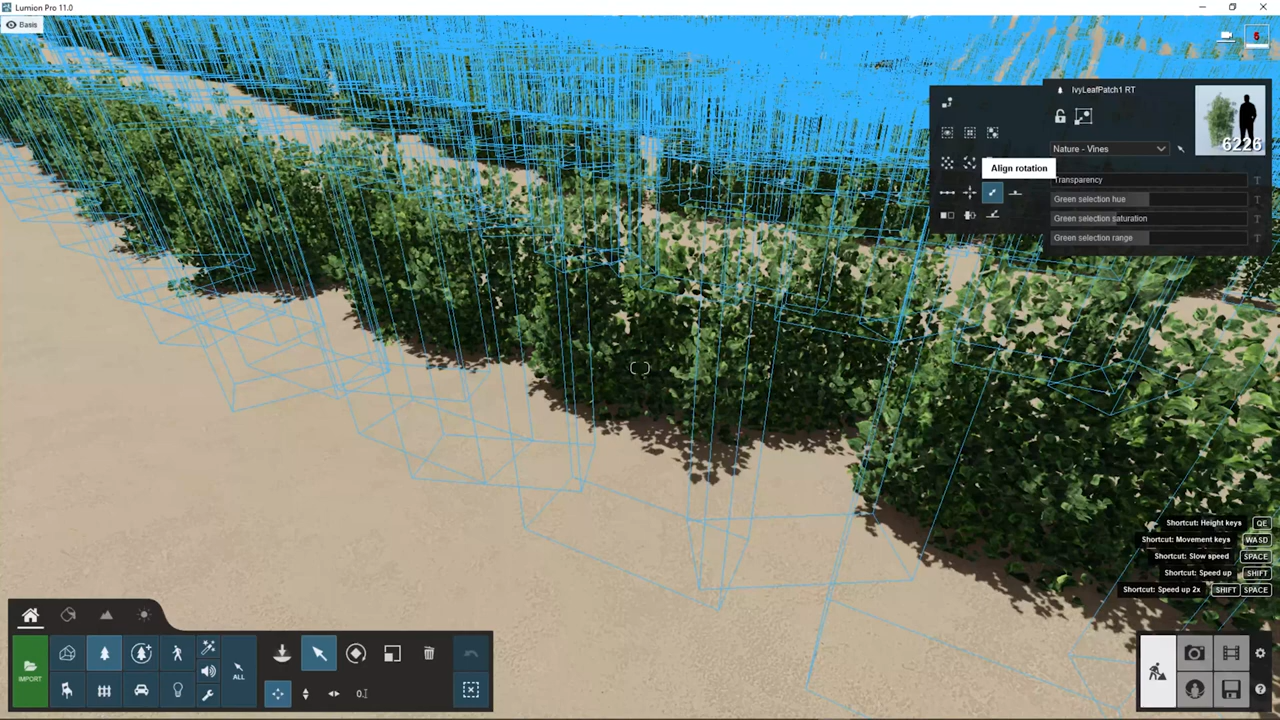 Lumion Pro 11.0
Basis
6
IvyLeafPatch1 RT
6226
Nature - Vines
Align rotation
Transparency
T
Green selection hue
T
Green selection saturation
T
Green selection range
T
Shortcut: Height keys QE
Shortcut: Movement keys WASD
Shortcut: Slow speed SPACE
Shortcut: Speed up SHIFT
Shortcut: Speed up 2x SHIFT SPACE
IMPORT
ALL
0.
?